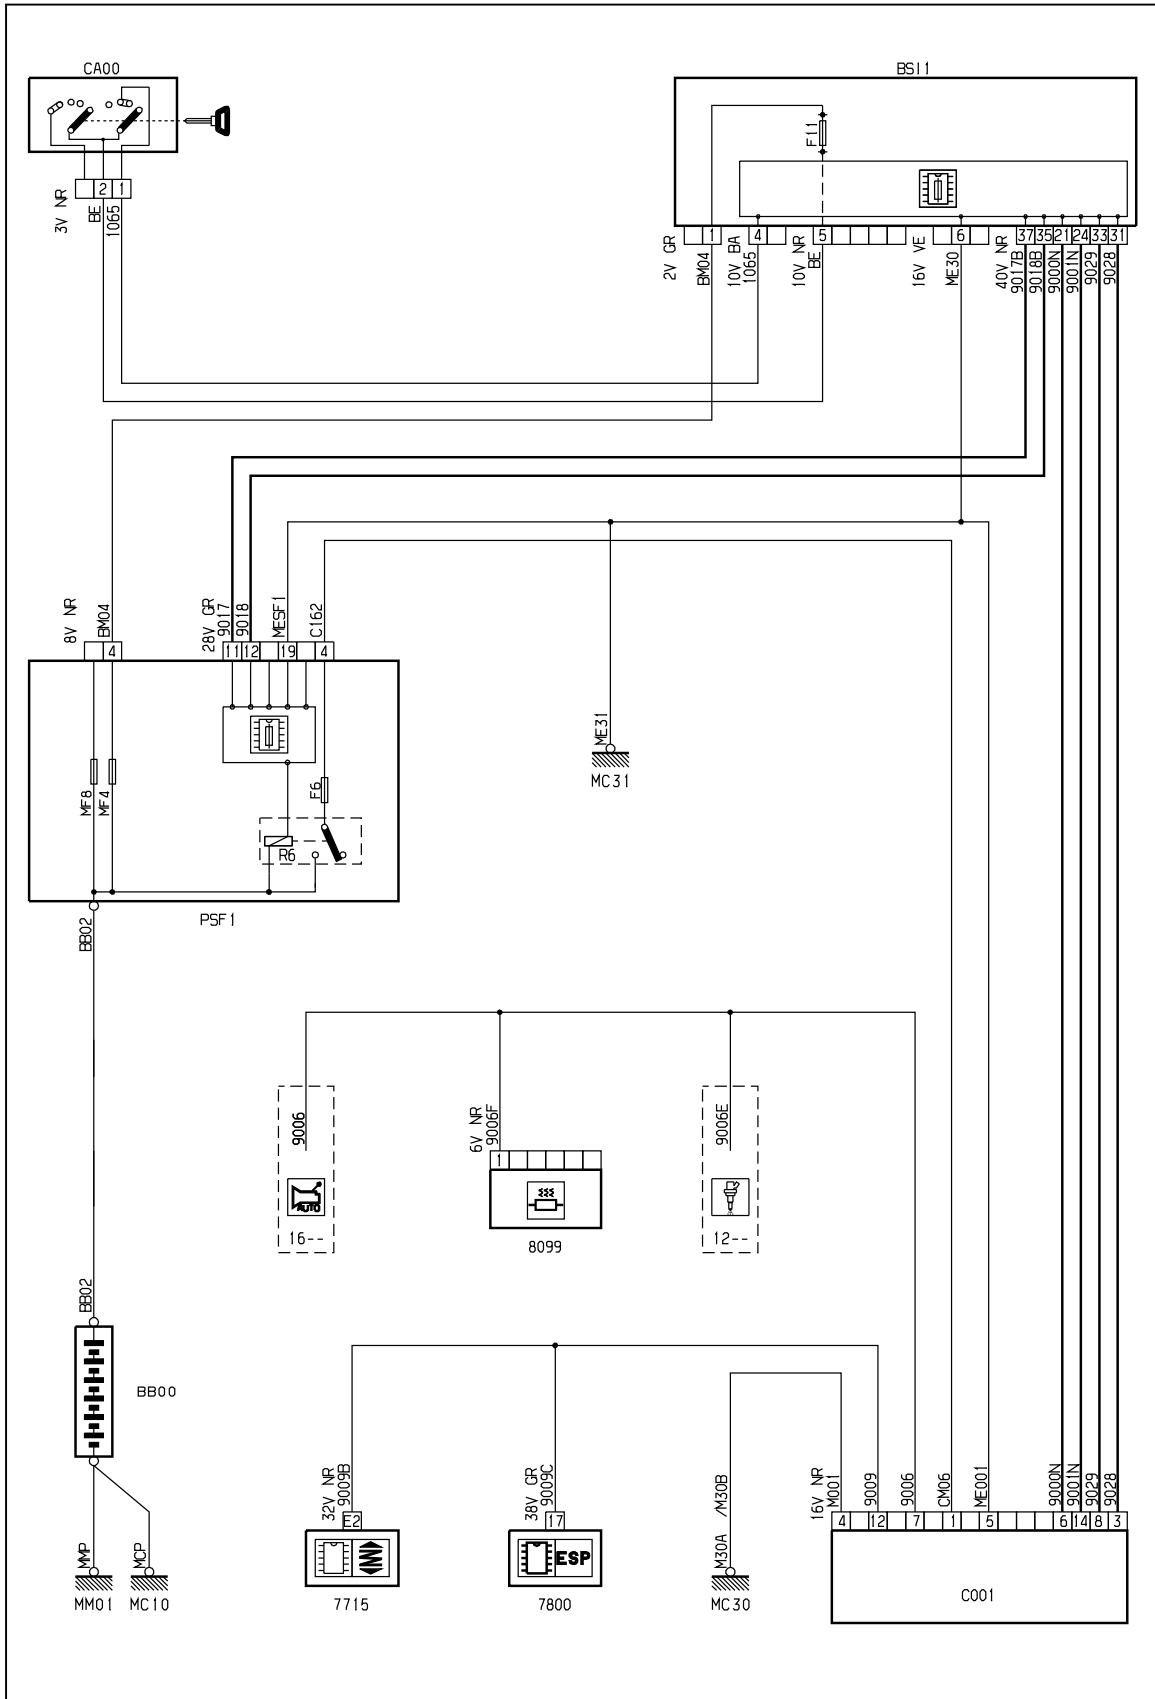 CA00
BSI1
F11
2 1
3V NR
BE
1065
1 4 5 6 37 35 21 24 33 31
2V GR
BM04
10V BA
1065
10V NR
BE
16V VE
ME30
40V NR
9017B
9018B
9000N
9001N
9029
9028
8V NR
BM04
28V GR
9017
9018
MESF1
C162
4 11 12 19 4
MF8
MF4
F6
R6
PSF1
ME31
MC31
BB02
9006
AUTO
16--
6V NR
9006F
1
8099
9006E
12--
BB02
BB00
MMP
MCP
MM01
MC10
32V NR
9009B
E2
7715
38V GR
9009C
17
ESP
7800
M30A /M30B
MC30
16V NR
M001
9009
9006
CM06
ME001
9000N
9001N
9029
9028
4 12 7 1 5 6 14 8 3
C001